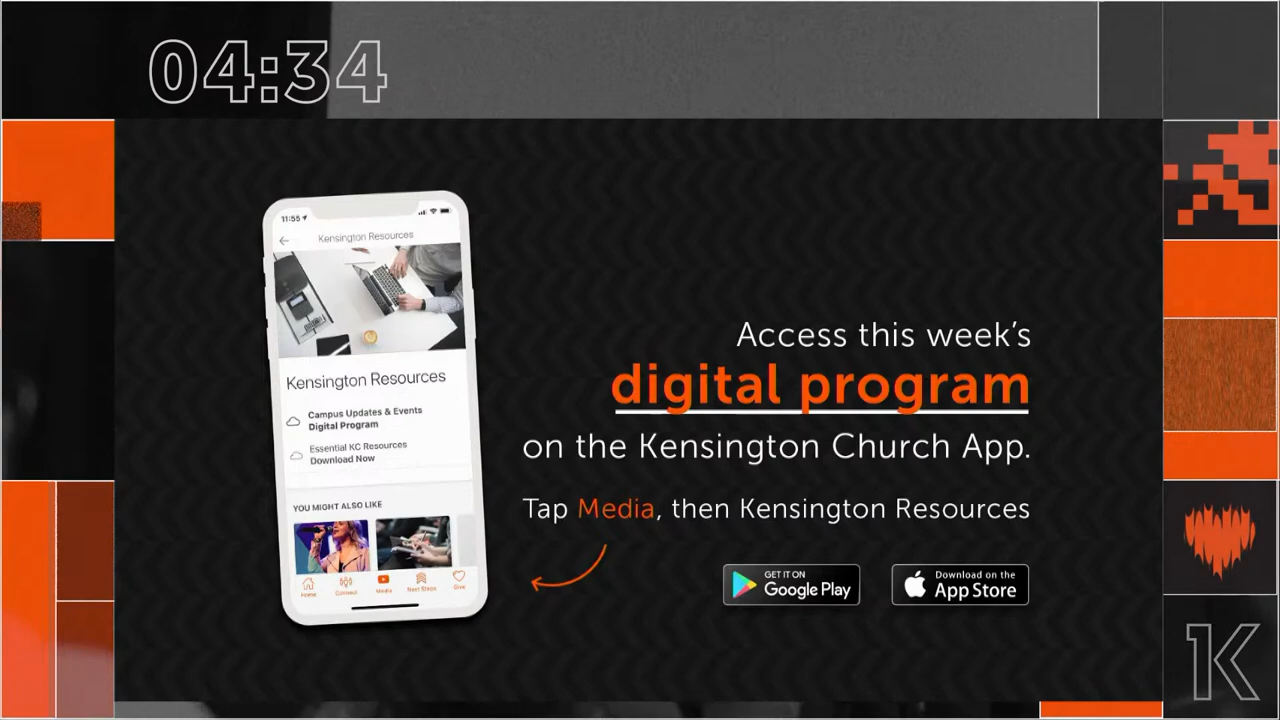 04:34
11:55
Kensington Resources
Kensington Resources
Campus Updates & Events
Digital Program
Essential KC Resources
Download Now
YOU MIGHT ALSO LIKE
Home Connect Media Next Steps Give
Access this week's
digital program
on the Kensington Church App.
Tap Media, then Kensington Resources
GET IT ON
Google Play
Download on the
App Store
K